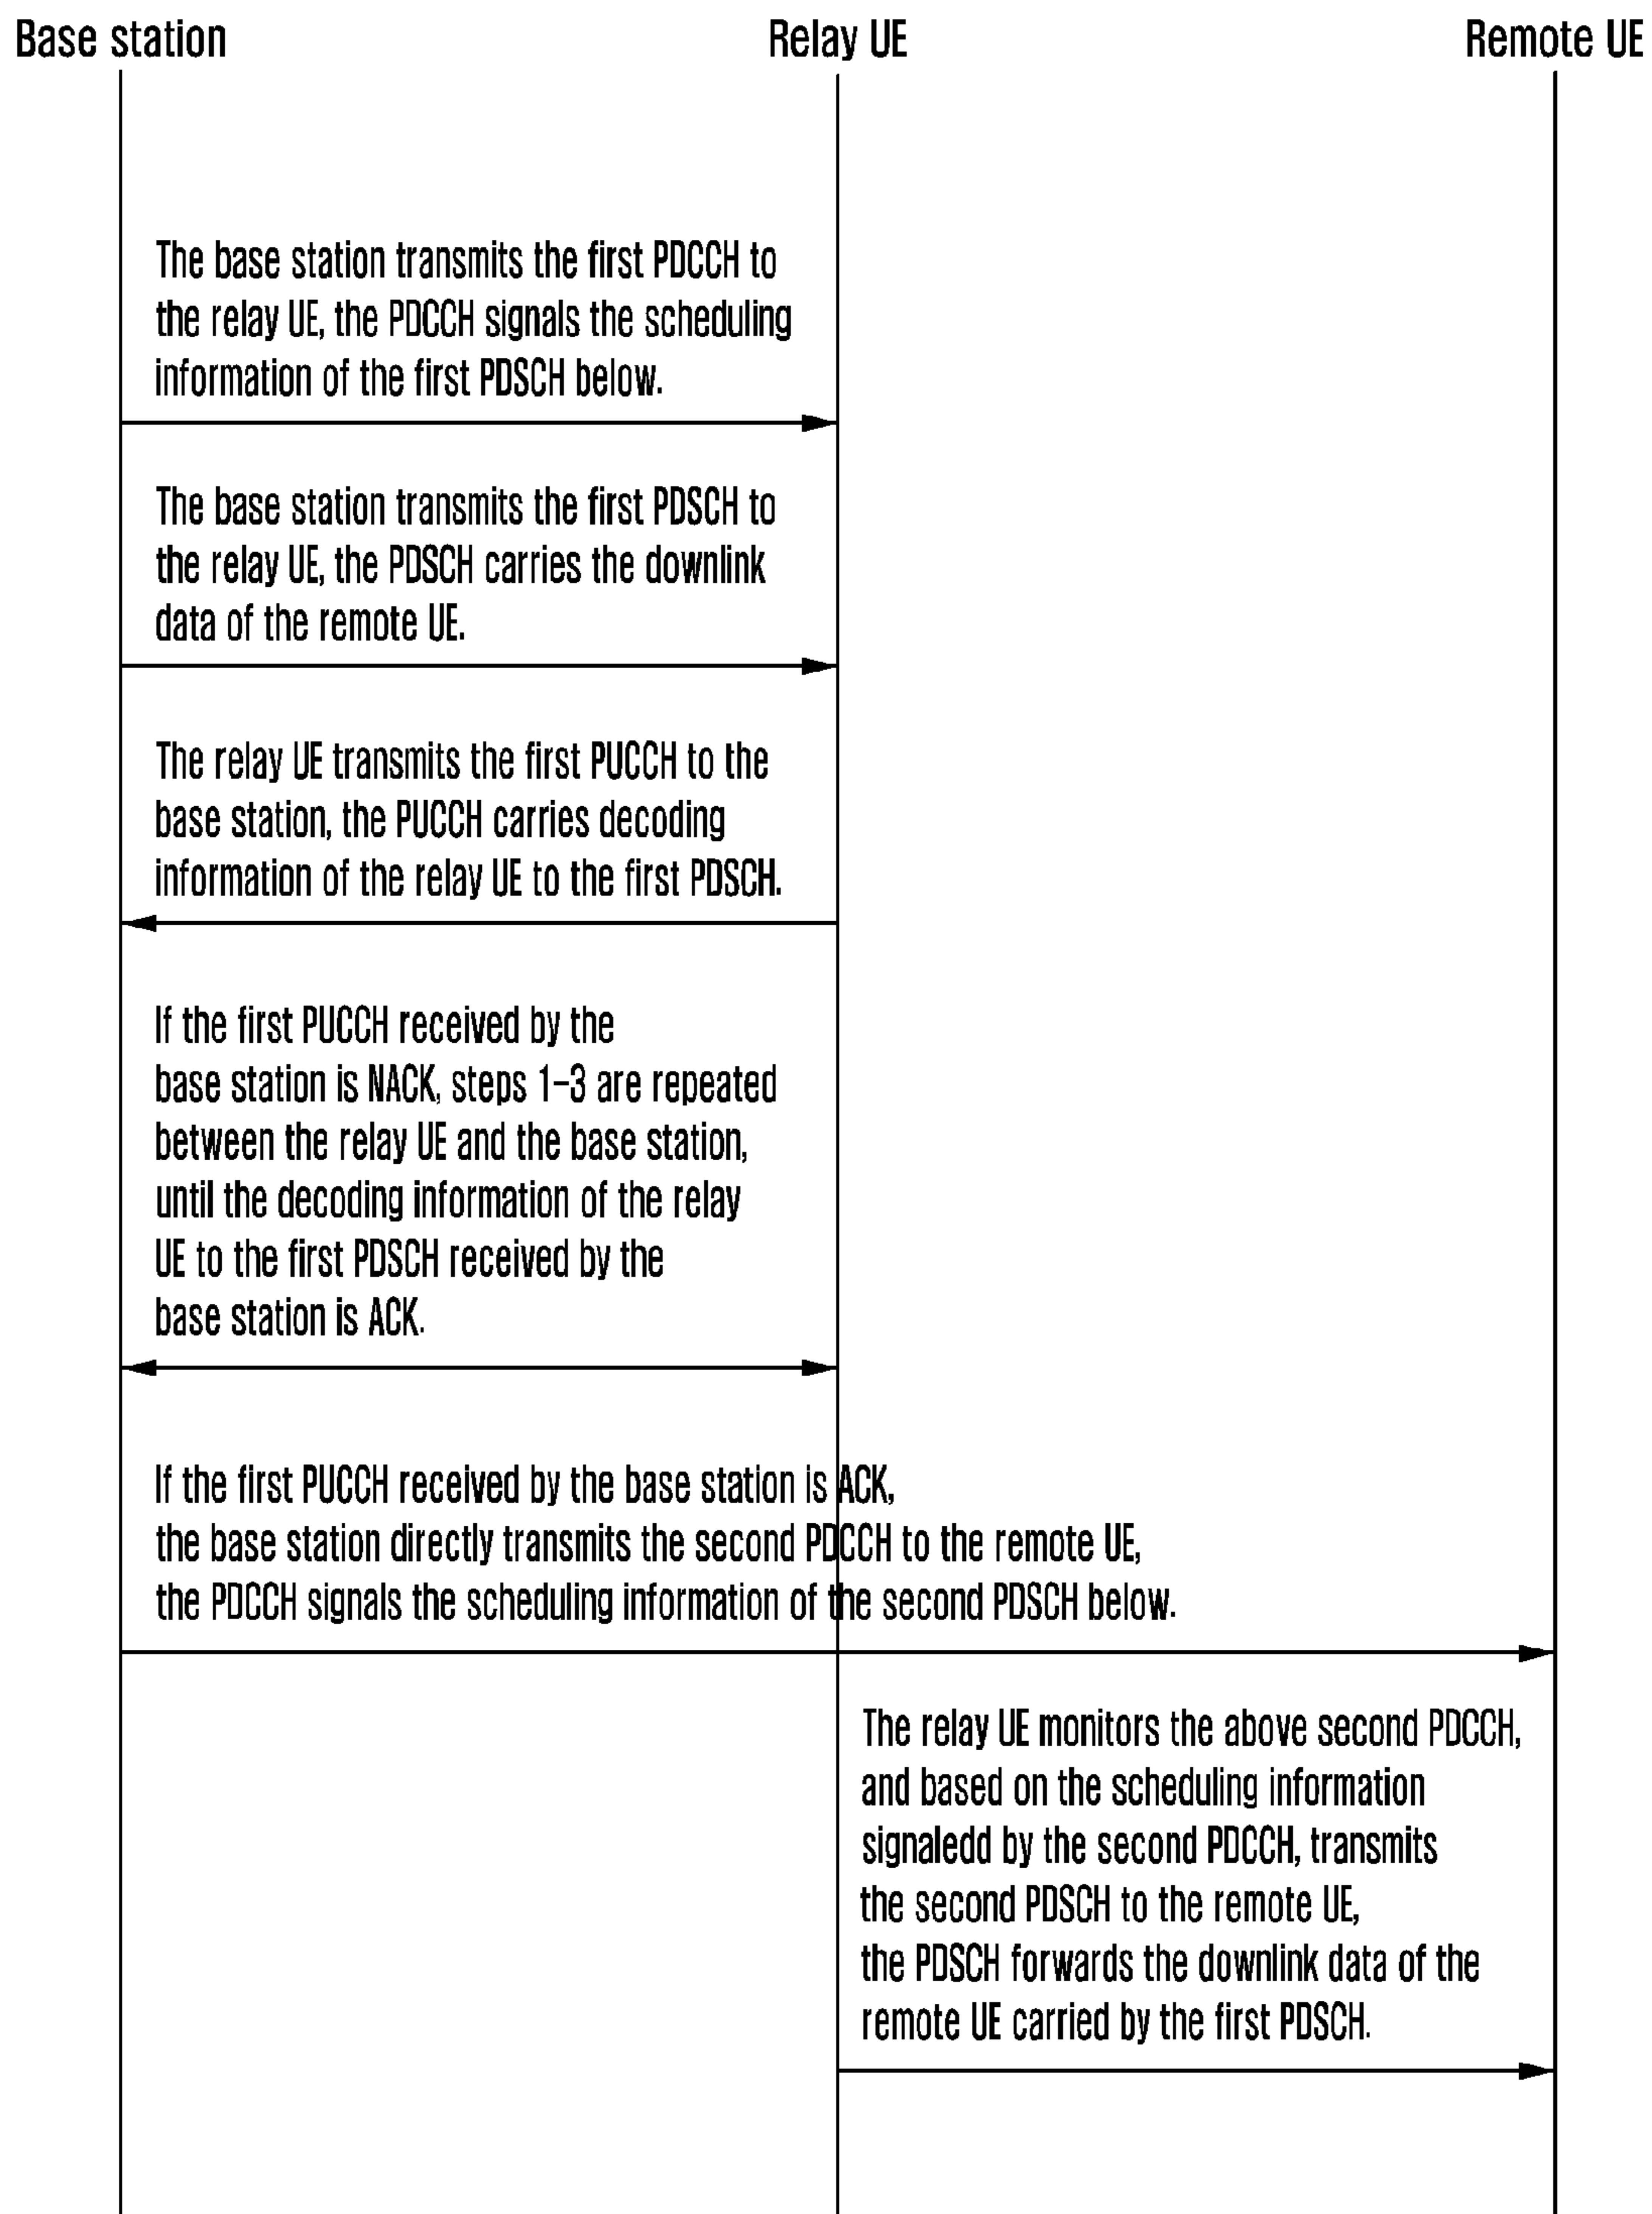 Base station
Relay UE
Remote UE
The base station transmits the first PDCCH to
the relay UE, the PDCCH signals the scheduling
information of the first PDSCH below.
The base station transmits the first PDSCH to
the relay UE, the PDSCH carries the downlink
data of the remote UE.
The relay UE transmits the first PUCCH to the
base station, the PUCCH carries decoding
information of the relay UE to the first PDSCH.
If the first PUCCH received by the
base station is NACK, steps 1-3 are repeated
between the relay UE and the base station,
until the decoding information of the relay
UE to the first PDSCH received by the
base station is ACK.
If the first PUCCH received by the base station is ACK,
the base station directly transmits the second PDCCH to the remote UE,
the PDCCH signals the scheduling information of the second PDSCH below.
The relay UE monitors the above second PDCCH,
and based on the scheduling information
signaledd by the second PDCCH, transmits
the second PDSCH to the remote UE,
the PDSCH forwards the downlink data of the
remote UE carried by the first PDSCH.